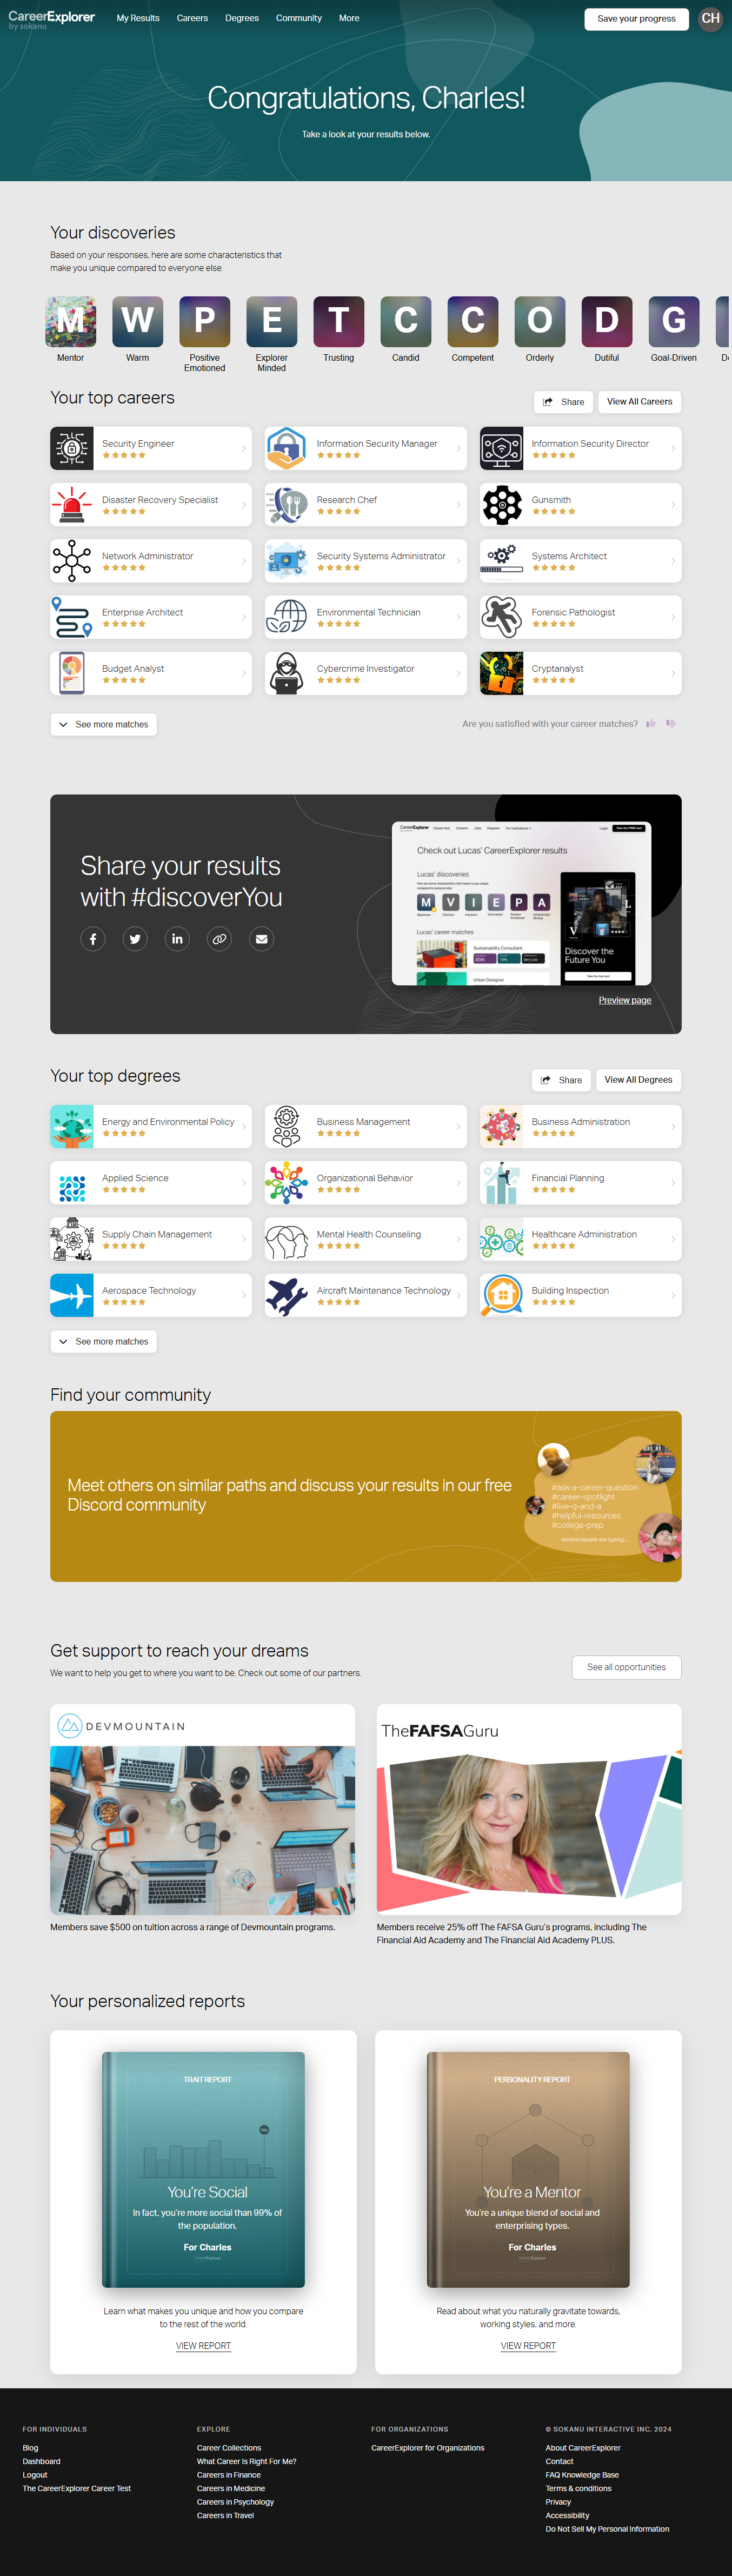 CareerExplorer
by sokanu
My Results
Careers
Degrees
Community
More
Save your progress
CH
Congratulations, Charles!
Take a look at your results below.
Your discoveries
Based on your responses, here are some characteristics that
make you unique compared to everyone else.
M
W
P
E
T
C
C
O
D
G
Mentor
Warm
Positive
Emotioned
Explorer
Minded
Trusting
Candid
Competent
Orderly
Dutiful
Goal-Driven
Your top careers
Share
View All Careers
Security Engineer
Information Security Manager
Information Security Director
Disaster Recovery Specialist
Research Chef
Gunsmith
Network Administrator
Security Systems Administrator
Systems Architect
Enterprise Architect
Environmental Technician
Forensic Pathologist
Budget Analyst
Cybercrime Investigator
Cryptanalyst
See more matches
Are you satisfied with your career matches?
Share your results
with #discoverYou
CareerExplorer
Check out Lucas' CareerExplorer results
Lucas' discoveries
M
V
I
E
P
A
Lucas' career matches
Sustainability Consultant
Urban Designer
Discover the
Future You
Preview page
Your top degrees
Share
View All Degrees
Energy and Environmental Policy
Business Management
Business Administration
Applied Science
Organizational Behavior
Financial Planning
Supply Chain Management
Mental Health Counseling
Healthcare Administration
Aerospace Technology
Aircraft Maintenance Technology
Building Inspection
See more matches
Find your community
Meet others on similar paths and discuss your results in our free
Discord community
#ask-a-career-question
#career-spotlight
#live-q-and-a
#helpful-resources
#college-prep
several people are typing...
Get support to reach your dreams
We want to help you get to where you want to be. Check out some of our partners.
See all opportunities
DEVMOUNTAIN
TheFAFSAGuru
Members save $500 on tuition across a range of Devmountain programs.
Members receive 25% off The FAFSA Guru's programs, including The
Financial Aid Academy and The Financial Aid Academy PLUS.
Your personalized reports
TRAIT REPORT
You're Social
In fact, you're more social than 99% of
the population.
For Charles
CareerExplorer
PERSONALITY REPORT
You're a Mentor
You're a unique blend of social and
enterprising types.
For Charles
CareerExplorer
Learn what makes you unique and how you compare
to the rest of the world.
VIEW REPORT
Read about what you naturally gravitate towards,
working styles, and more.
VIEW REPORT
FOR INDIVIDUALS
Blog
Dashboard
Logout
The CareerExplorer Career Test
EXPLORE
Career Collections
What Career Is Right For Me?
Careers in Finance
Careers in Medicine
Careers in Psychology
Careers in Travel
FOR ORGANIZATIONS
CareerExplorer for Organizations
© SOKANU INTERACTIVE INC. 2024
About CareerExplorer
Contact
FAQ Knowledge Base
Terms & conditions
Privacy
Accessibility
Do Not Sell My Personal Information